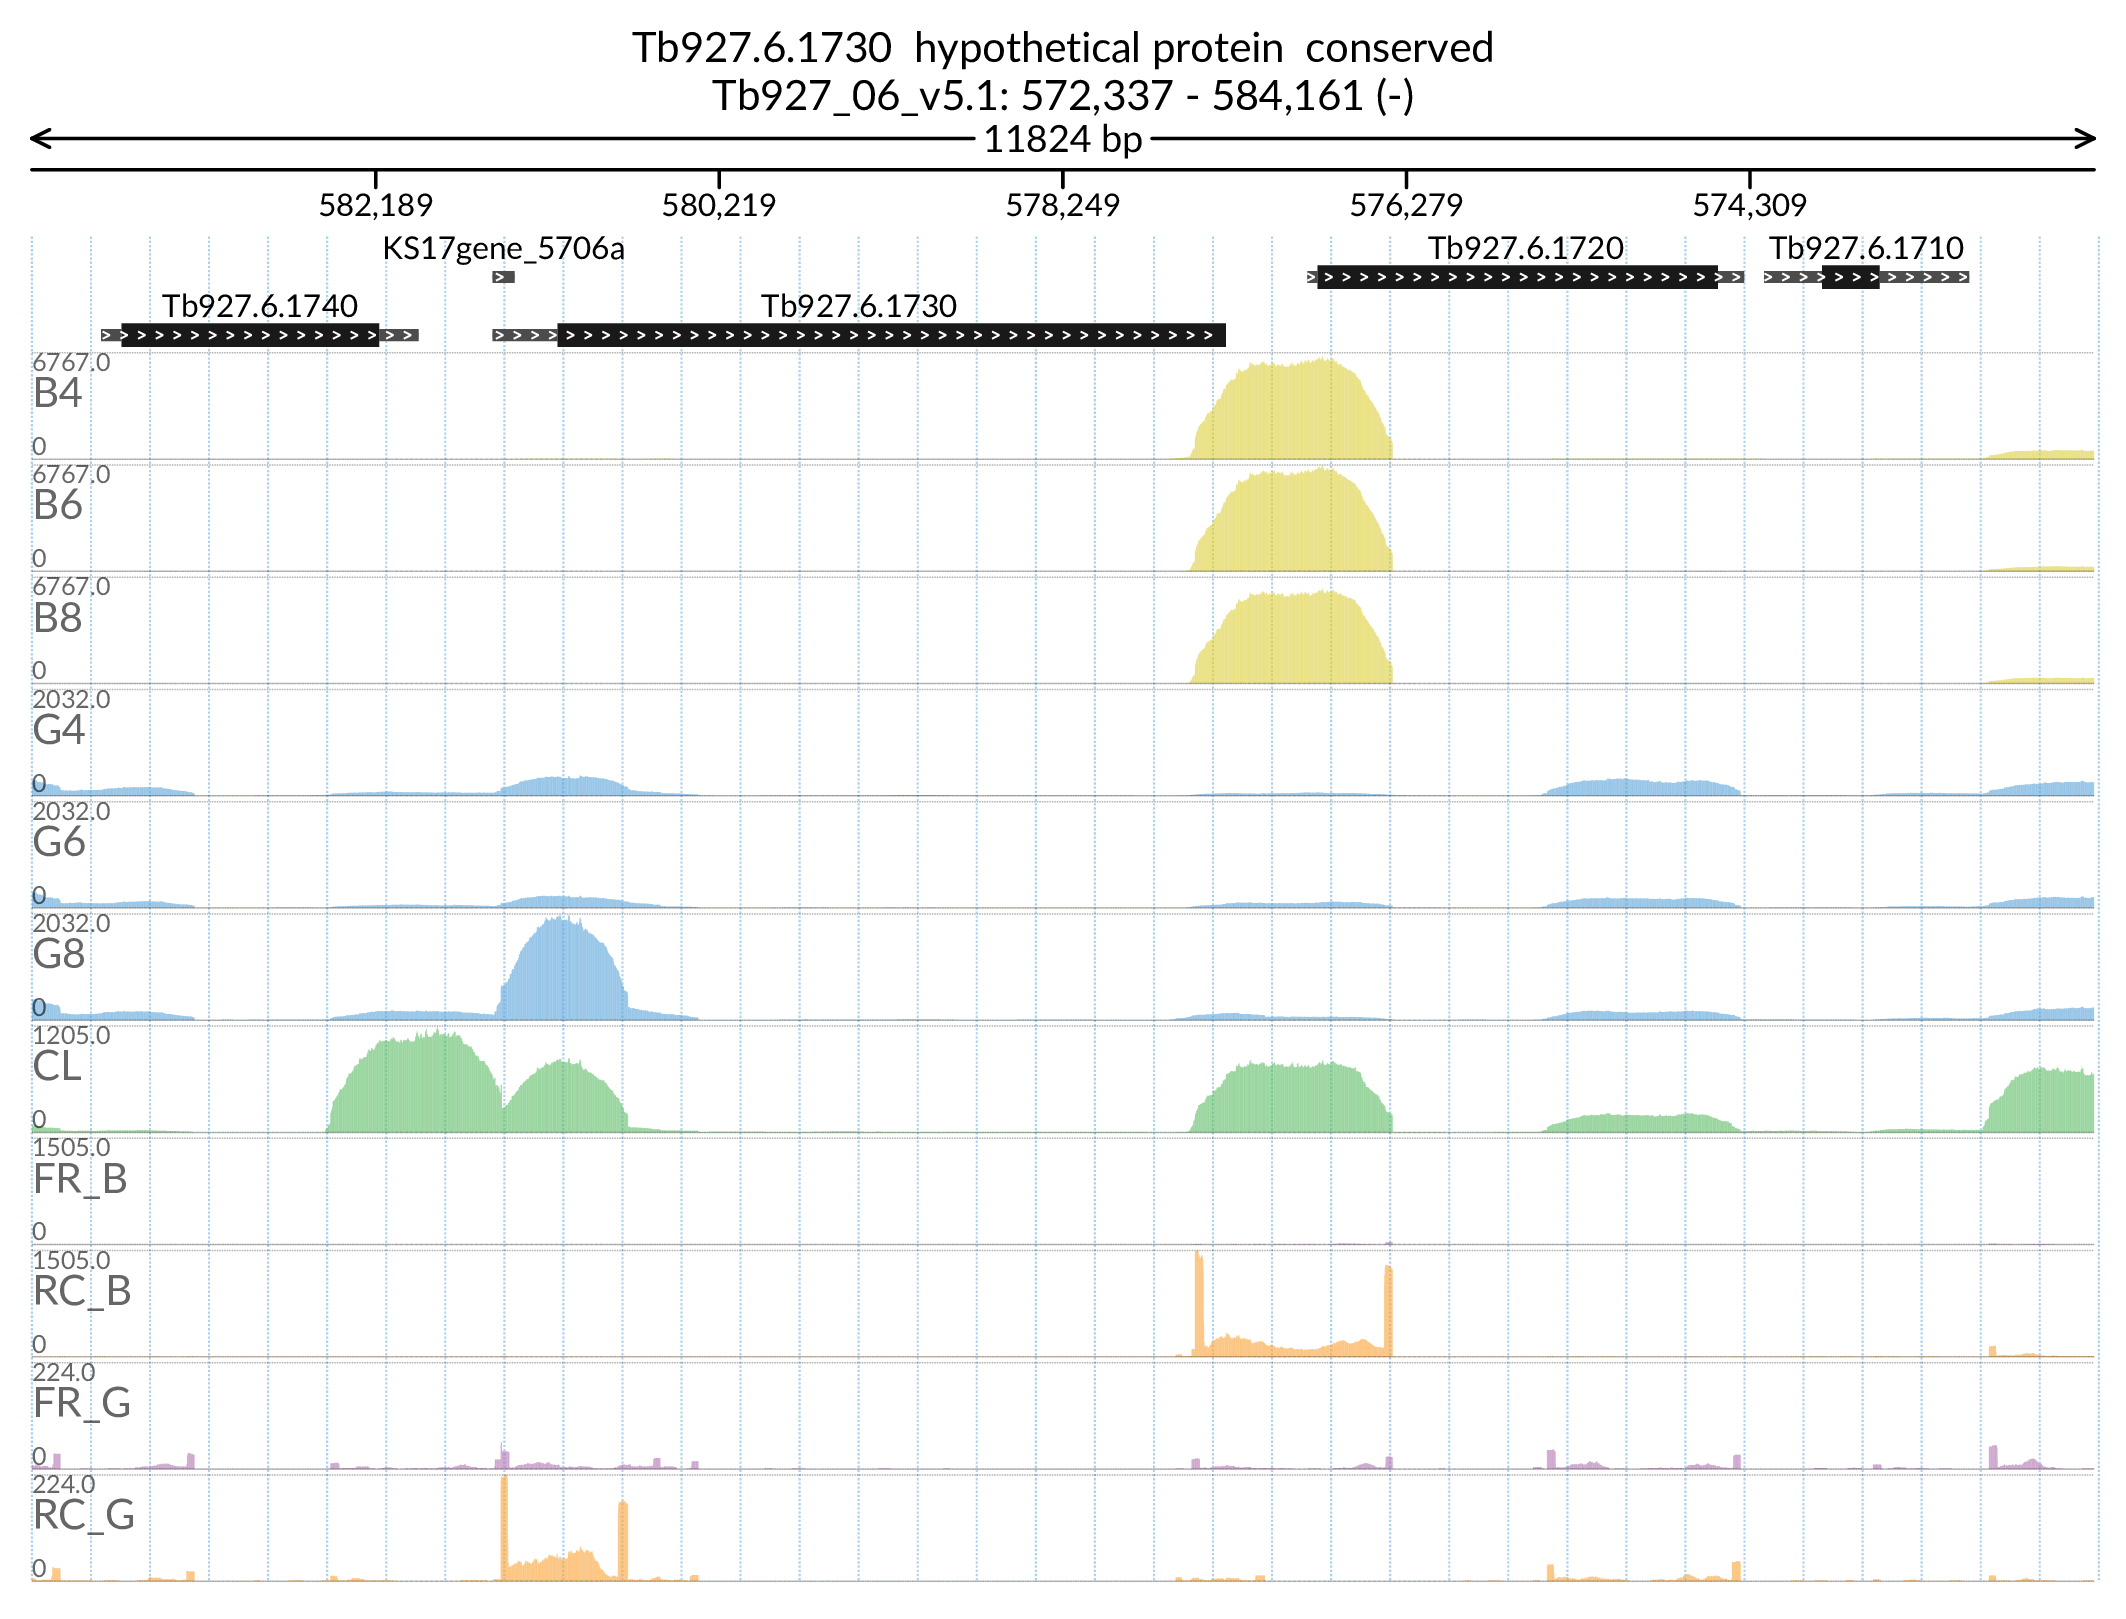 Tb927.6.1730 hypothetical protein conserved
Tb927_06_v5.1: 572,337 - 584,161 (-)
11824 bp
582,189 580,219 578,249 576,279 574,309
KS17gene_5706a Tb927.6.1720 Tb927.6.1710
Tb927.6.1740 Tb927.6.1730
6767.0
B4
0
6767.0
B6
0
6767.0
B8
0
2032.0
G4
0
2032.0
G6
0
2032.0
G8
0
1205.0
CL
0
1505.0
FR_B
0
1505.0
RC_B
0
224.0
FR_G
0
224.0
RC_G
0